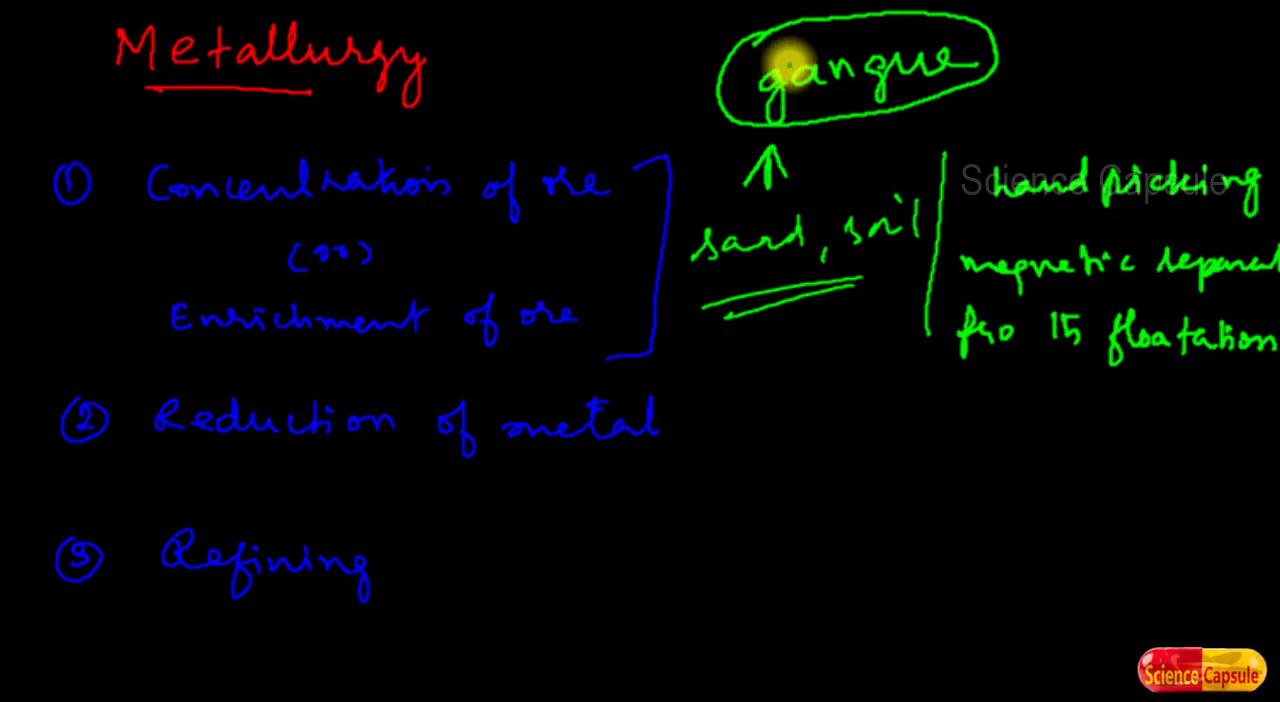 Metallurgy
gangue
① Concentration of ore
(or)
Enrichment of ore
sand, soil
Science Capsule
hand picking
magnetic separat
froth floatation
② Reduction of metal
③ Refining
Science Capsule